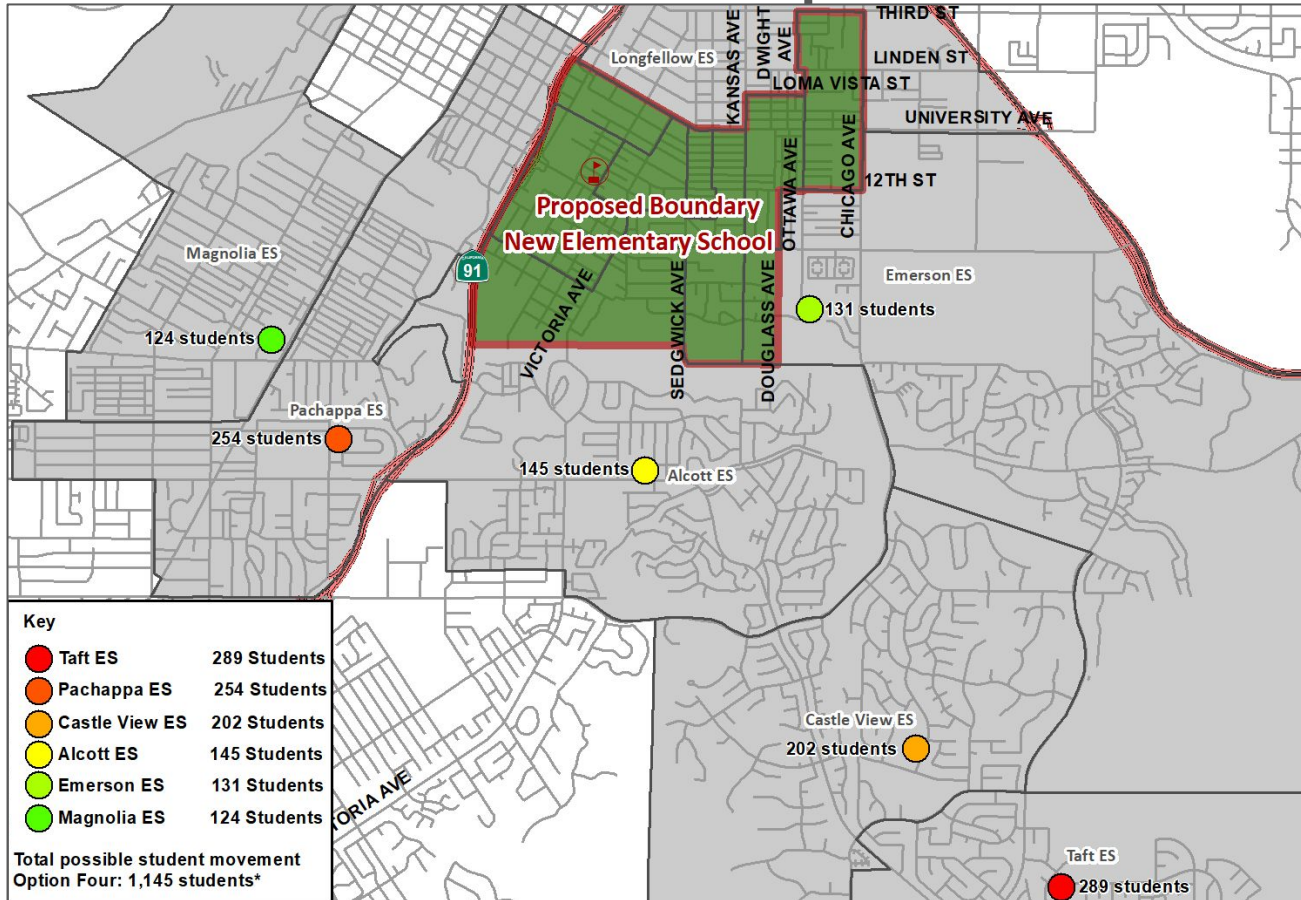 THIRD ST
KANSAS AVE
DWIGHT AVE
Longfellow ES
LINDEN ST
LOMA VISTA ST
UNIVERSITY AVE
CHICAGO AVE
OTTAWA AVE
12TH ST
Proposed Boundary
New Elementary School
Magnolia ES
CALIFORNIA
91
VICTORIA AVE
SEDGWICK AVE
DOUGLASS AVE
Emerson ES
131 students
124 students
Pachappa ES
254 students
145 students
Alcott ES
Castle View ES
202 students
Taft ES
289 students
TORIA AVE
Key
Taft ES 289 Students
Pachappa ES 254 Students
Castle View ES 202 Students
Alcott ES 145 Students
Emerson ES 131 Students
Magnolia ES 124 Students
Total possible student movement
Option Four: 1,145 students*